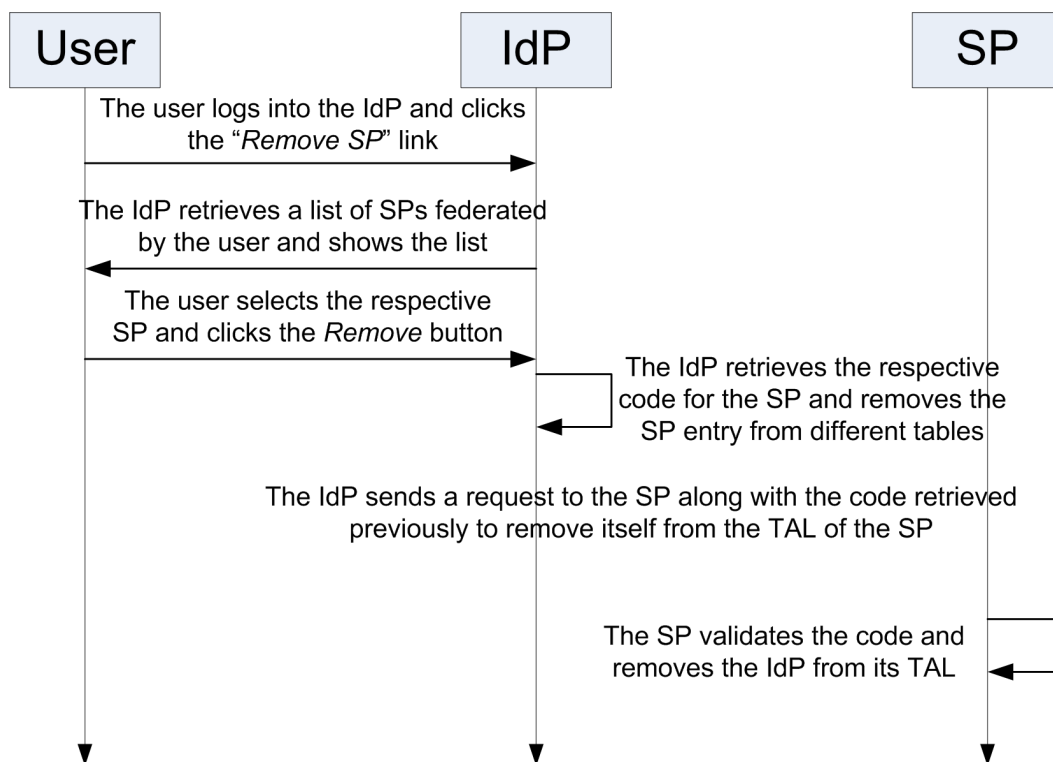 User
IdP
SP
The user logs into the IdP and clicks
the “Remove SP” link
The IdP retrieves a list of SPs federated
by the user and shows the list
The user selects the respective
SP and clicks the Remove button
The IdP retrieves the respective
code for the SP and removes the
SP entry from different tables
The IdP sends a request to the SP along with the code retrieved
previously to remove itself from the TAL of the SP
The SP validates the code and
removes the IdP from its TAL